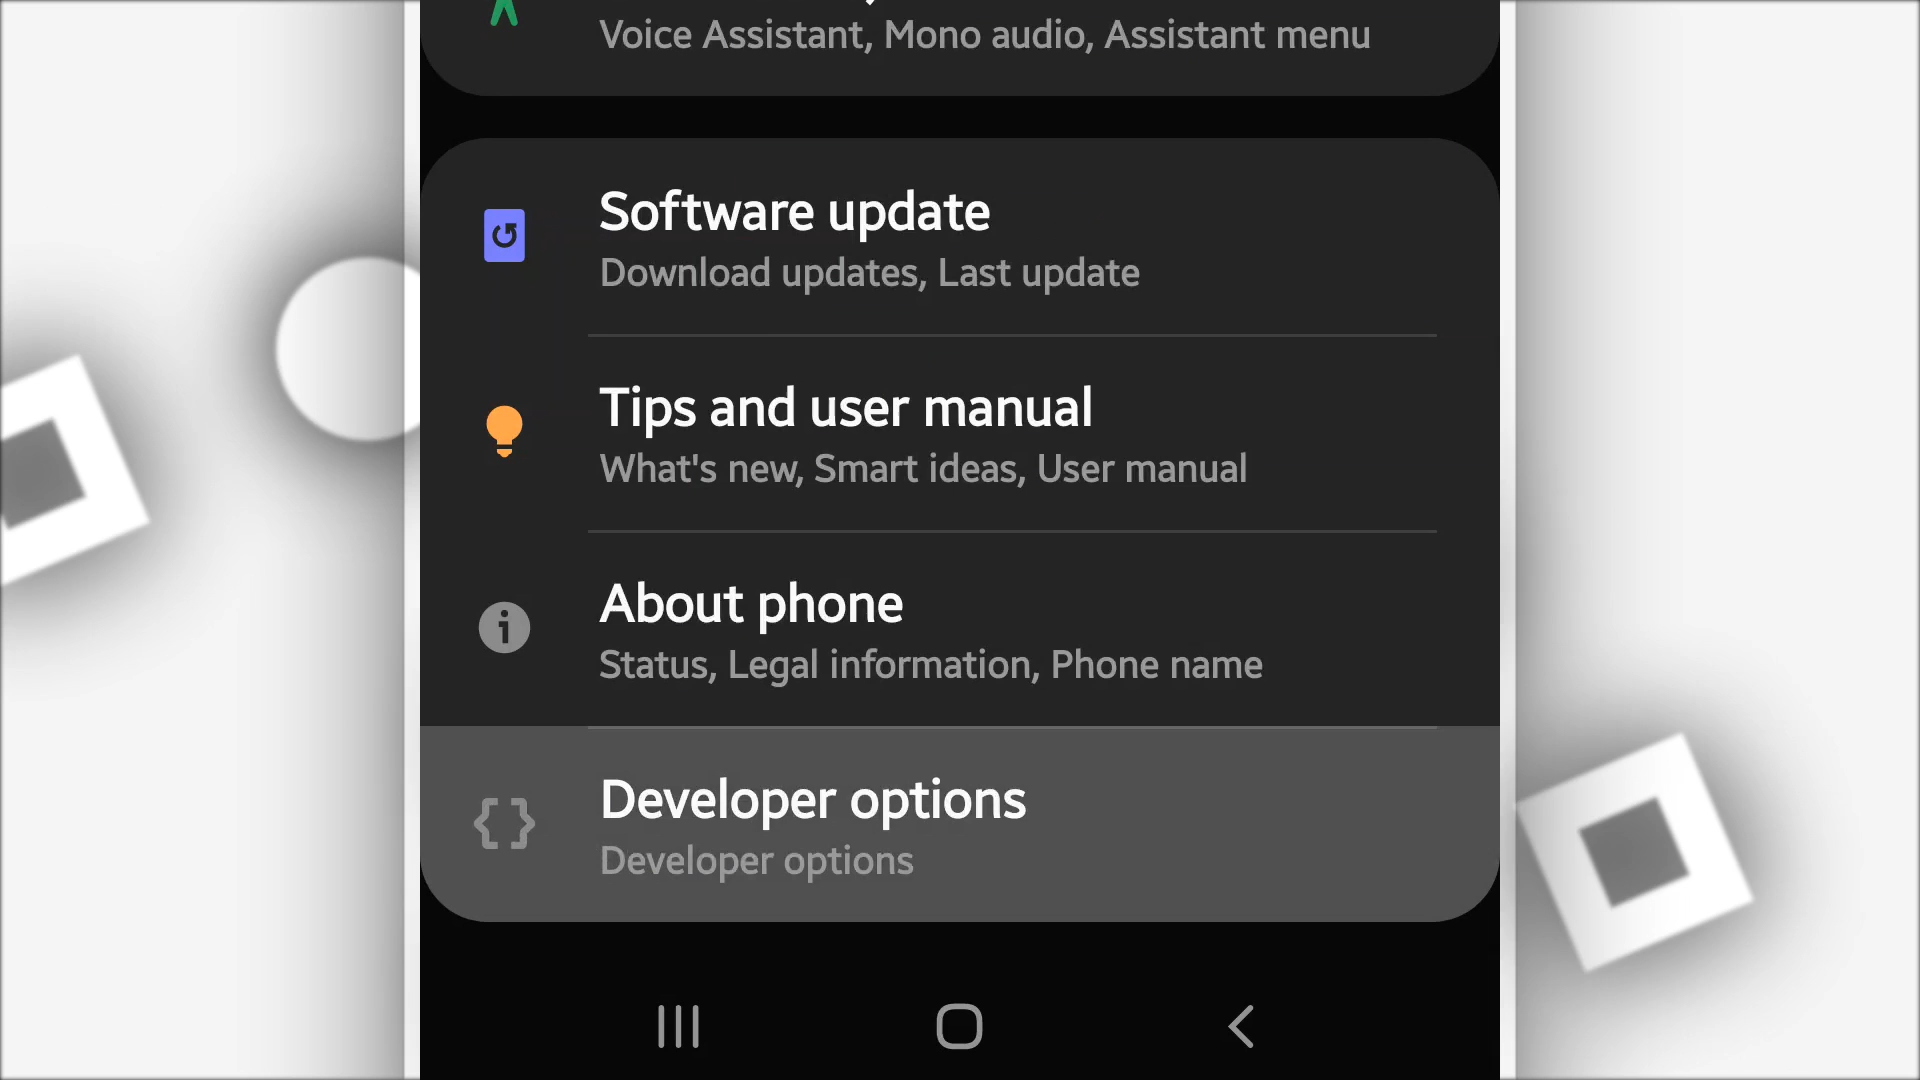 Voice Assistant, Mono audio, Assistant menu
Software update
Download updates, Last update
Tips and user manual
What's new, Smart ideas, User manual
About phone
Status, Legal information, Phone name
Developer options
Developer options